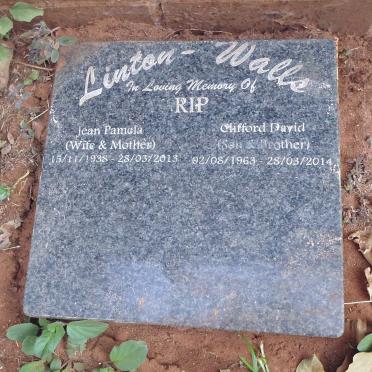 Linton - Walls
In Loving Memory Of
RIP
Jean Pamela
(Wife & Mother)
15/11/1938 - 28/03/2013
Clifford David
(Son & Brother)
02/08/1963 - 28/03/2014